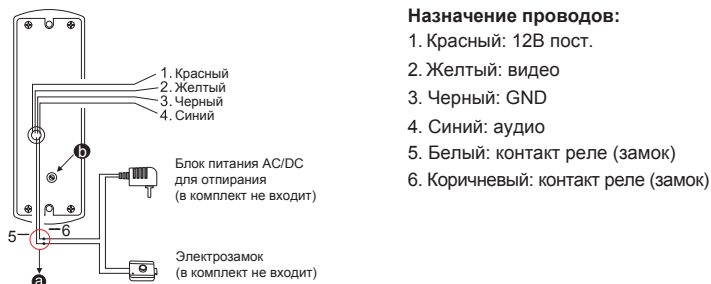 1. Красный
2. Желтый
3. Черный
4. Синий
b
Блок питания AC/DC
для отпирания
(в комплект не входит)
5
6
Электрозамок
(в комплект не входит)
a
Назначение проводов:
1. Красный: 12В пост.
2. Желтый: видео
3. Черный: GND
4. Синий: аудио
5. Белый: контакт реле (замок)
6. Коричневый: контакт реле (замок)